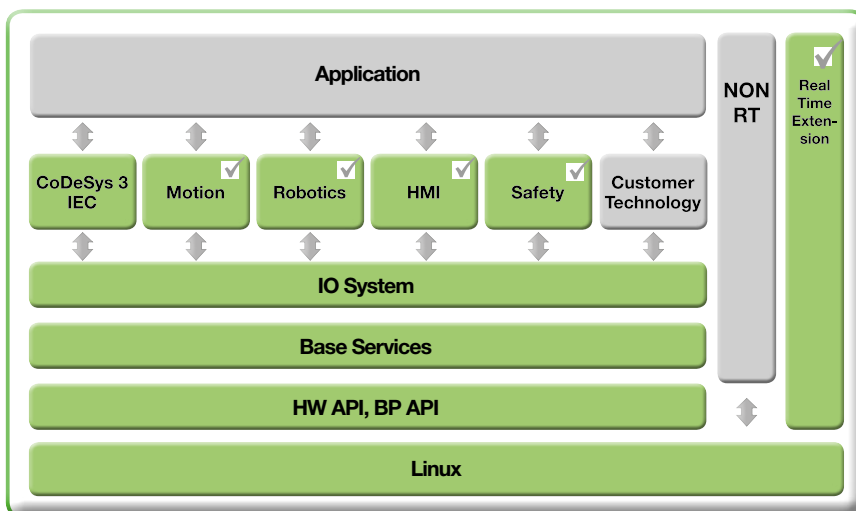 Application
NON
RT
Real
Time
Exten-
sion
CoDeSys 3
IEC
Motion
Robotics
HMI
Safety
Customer
Technology
IO System
Base Services
HW API, BP API
Linux